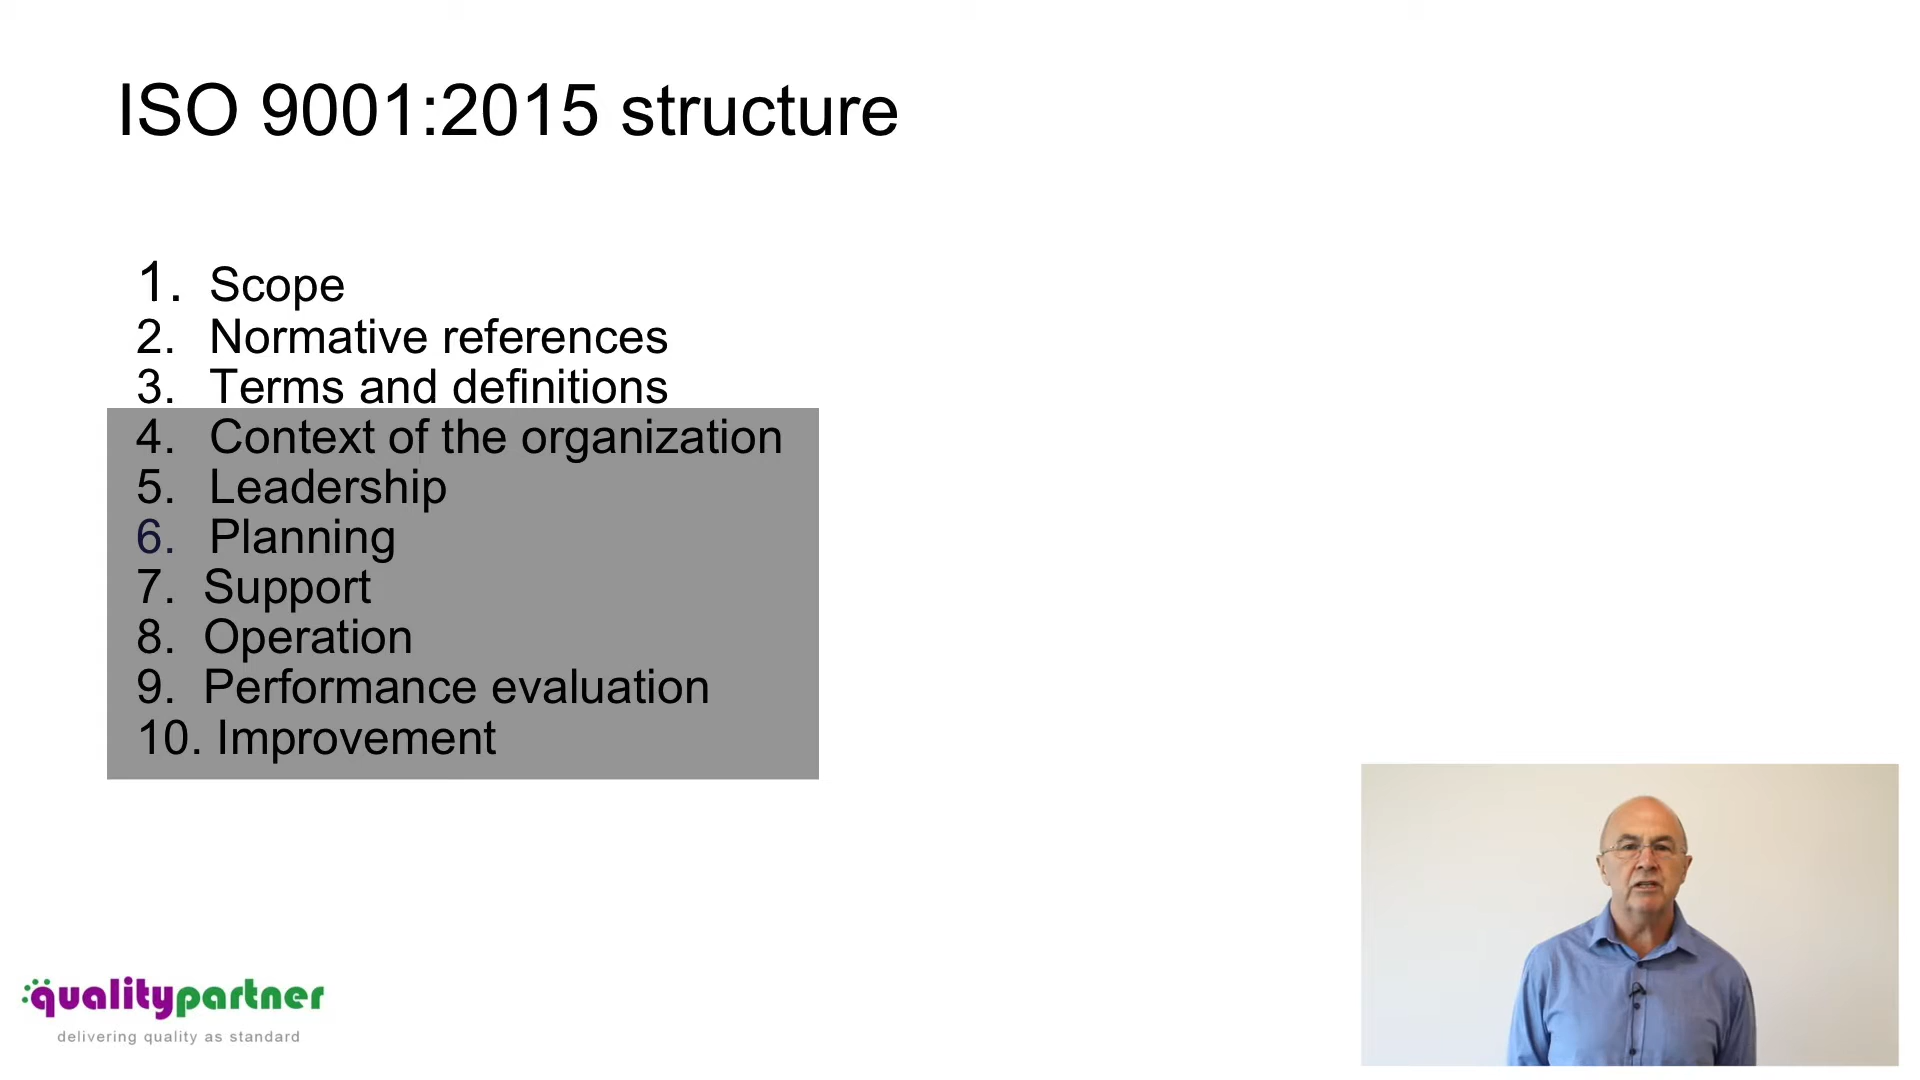 ISO 9001:2015 structure
1. Scope
2. Normative references
3. Terms and definitions
4. Context of the organization
5. Leadership
6. Planning
7. Support
8. Operation
9. Performance evaluation
10. Improvement
qualitypartner
delivering quality as standard